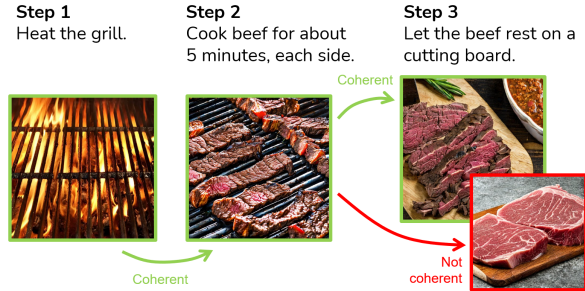 Step 1
Heat the grill.
Step 2
Cook beef for about
5 minutes, each side.
Step 3
Let the beef rest on a
cutting board.
Coherent
Coherent
Not
coherent